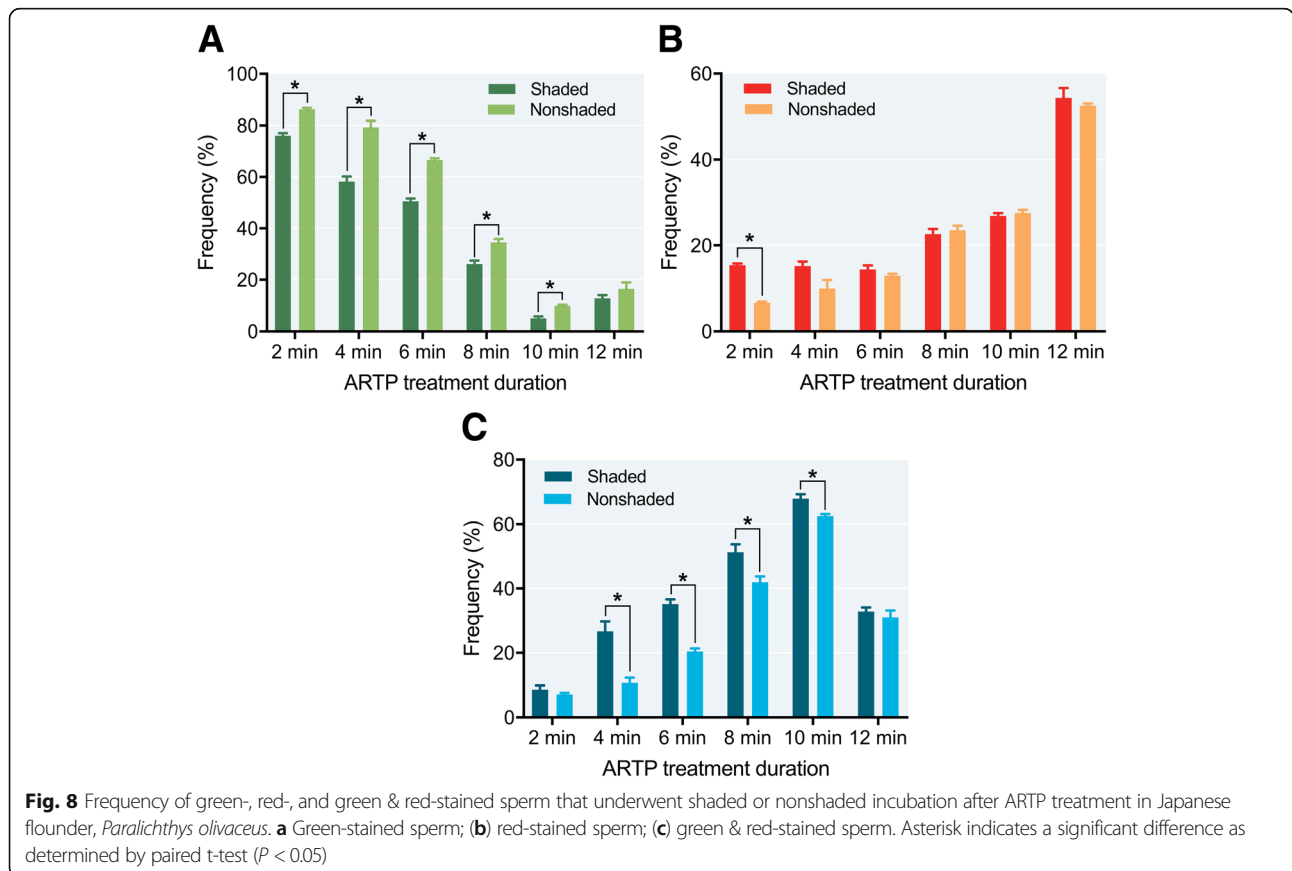 A
B
100
80
60
40
20
0
Frequency (%)
Shaded
Nonshaded
*
*
*
*
*
2 min 4 min 6 min 8 min 10 min 12 min
ARTP treatment duration
60
40
20
0
Frequency (%)
Shaded
Nonshaded
*
2 min 4 min 6 min 8 min 10 min 12 min
ARTP treatment duration
C
80
60
40
20
0
Frequency (%)
Shaded
Nonshaded
*
*
*
*
2 min 4 min 6 min 8 min 10 min 12 min
ARTP treatment duration
Fig. 8 Frequency of green-, red-, and green & red-stained sperm that underwent shaded or nonshaded incubation after ARTP treatment in Japanese
flounder, Paralichthys olivaceus. a Green-stained sperm; (b) red-stained sperm; (c) green & red-stained sperm. Asterisk indicates a significant difference as
determined by paired t-test (P < 0.05)